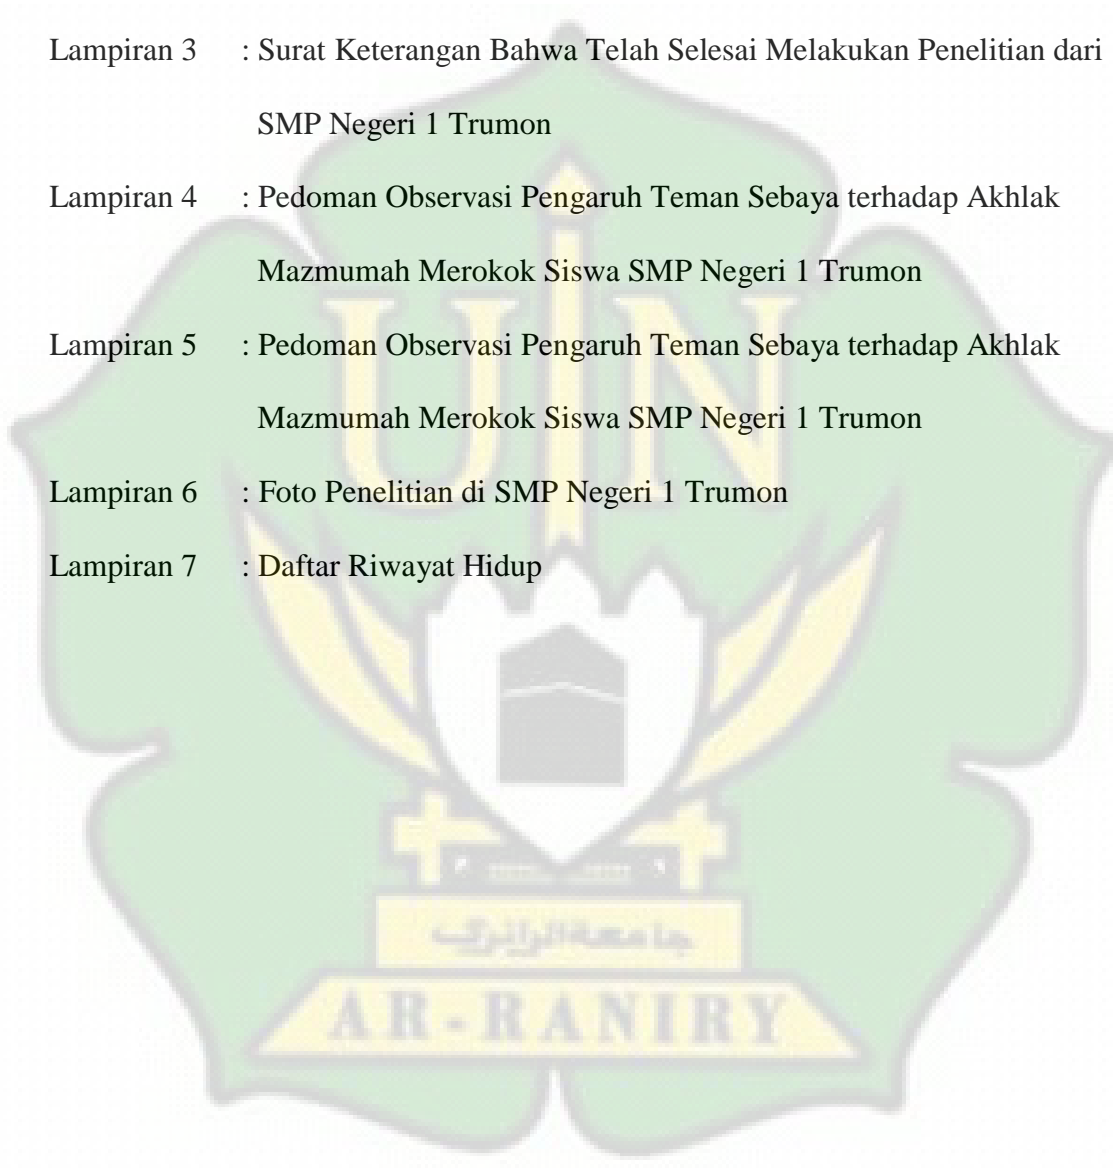 Lampiran 3 : Surat Keterangan Bahwa Telah Selesai Melakukan Penelitian dari
SMP Negeri 1 Trumon
Lampiran 4 : Pedoman Observasi Pengaruh Teman Sebaya terhadap Akhlak
Mazmumah Merokok Siswa SMP Negeri 1 Trumon
Lampiran 5 : Pedoman Observasi Pengaruh Teman Sebaya terhadap Akhlak
Mazmumah Merokok Siswa SMP Negeri 1 Trumon
Lampiran 6 : Foto Penelitian di SMP Negeri 1 Trumon
Lampiran 7 : Daftar Riwayat Hidup
UIN
جامعة الرانري
AR-RANIRY